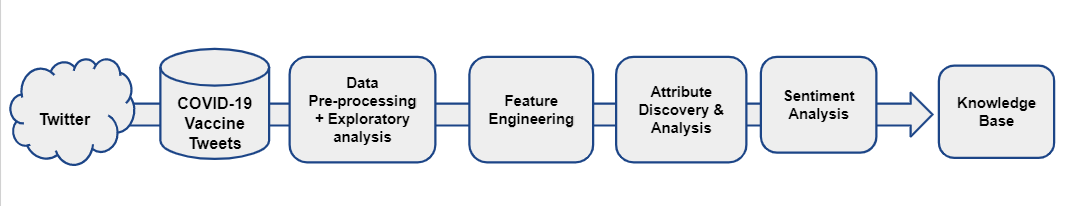 Twitter
COVID-19
Vaccine
Tweets
Data
Pre-processing
+ Exploratory
analysis
Feature
Engineering
Attribute
Discovery &
Analysis
Sentiment
Analysis
Knowledge
Base